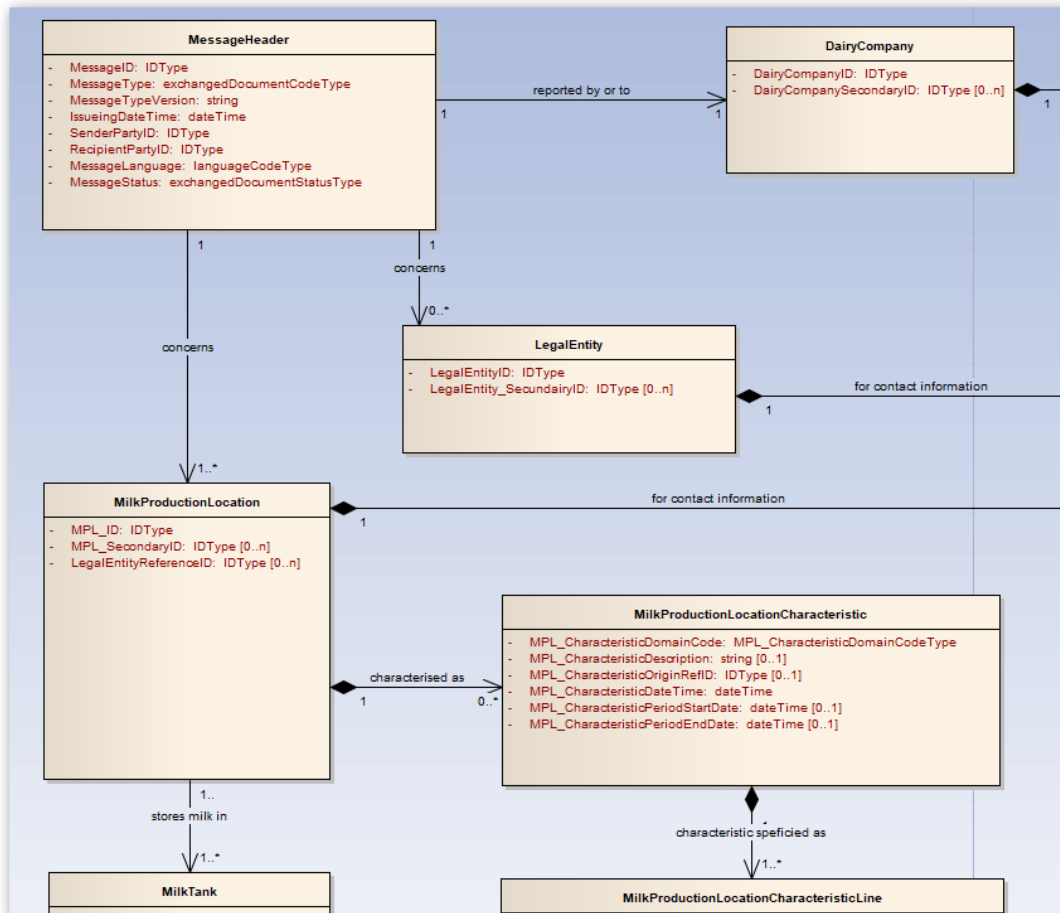 MessageHeader
- MessageID: IDType
- MessageType: exchangedDocumentCodeType
- MessageTypeVersion: string
- IssueingDateTime: dateTime
- SenderPartyID: IDType
- RecipientPartyID: IDType
- MessageLanguage: languageCodeType
- MessageStatus: exchangedDocumentStatusType
reported by or to
1
1
DairyCompany
- DairyCompanyID: IDType
- DairyCompanySecondaryID: IDType [0..n]
1
1
concerns
1..*
1
concerns
0..*
LegalEntity
- LegalEntityID: IDType
- LegalEntity_SecundairyID: IDType [0..n]
for contact information
1
MilkProductionLocation
- MPL_ID: IDType
- MPL_SecondaryID: IDType [0..n]
- LegalEntityReferenceID: IDType [0..n]
for contact information
1
characterised as
1
0..*
MilkProductionLocationCharacteristic
- MPL_CharacteristicDomainCode: MPL_CharacteristicDomainCodeType
- MPL_CharacteristicDescription: string [0..1]
- MPL_CharacteristicOriginRefID: IDType [0..1]
- MPL_CharacteristicDateTime: dateTime
- MPL_CharacteristicPeriodStartDate: dateTime [0..1]
- MPL_CharacteristicPeriodEndDate: dateTime [0..1]
1..
stores milk in
1..*
MilkTank
characteristic speficied as
1..*
MilkProductionLocationCharacteristicLine